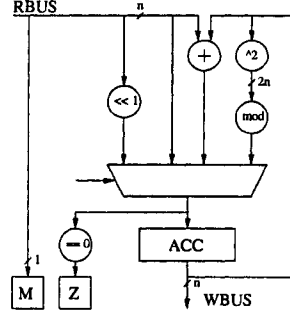 RBUS
n
+
^2
<< 1
2n
mod
== 0
ACC
1
n
M
Z
WBUS